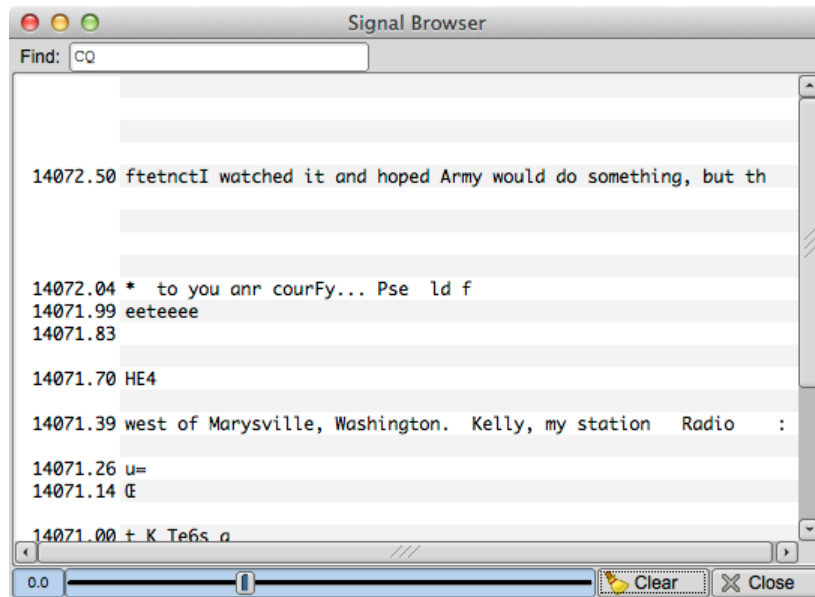 Signal Browser
Find: CQ
14072.50 ftetnctI watched it and hoped Army would do something, but th
14072.04 *  to you anr courFy... Pse  ld f
14071.99 eeteeee
14071.83
14071.70 HE4
14071.39 west of Marysville, Washington.  Kelly, my station   Radio   :
14071.26 u=
14071.14 Œ
14071.00 t K Te6s a
0.0 Clear Close